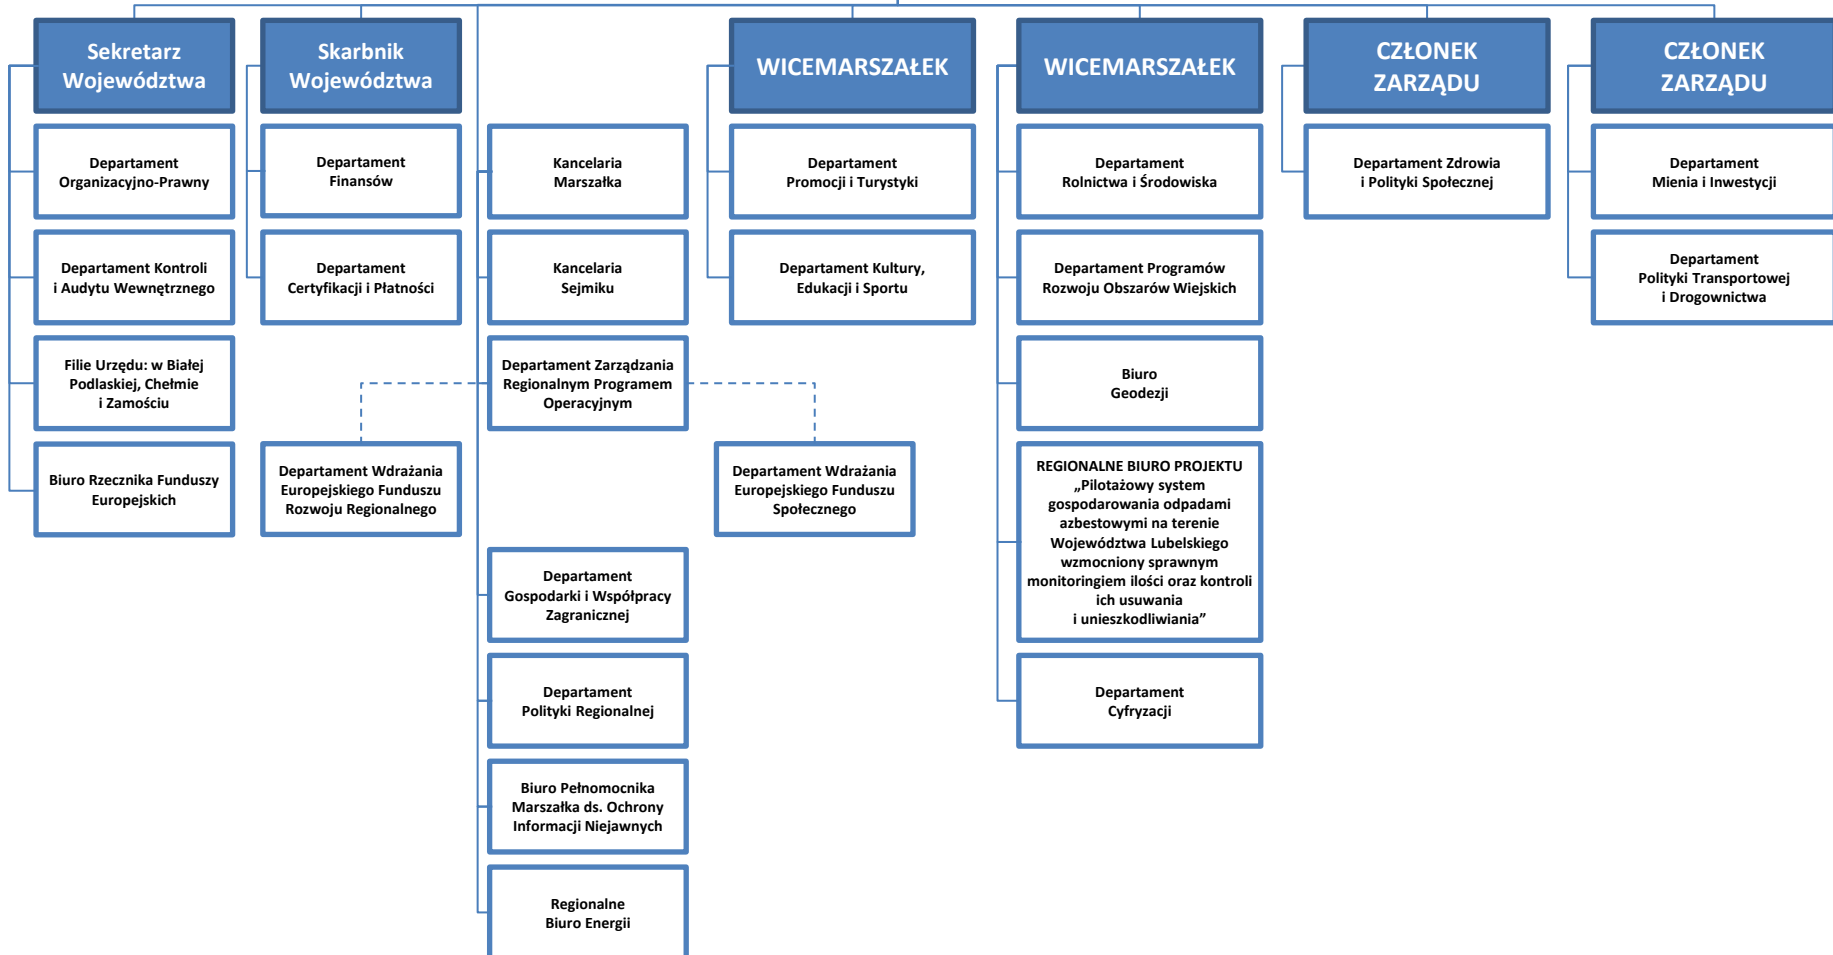 Sekretarz
Województwa
Departament
Organizacyjno-Prawny
Departament Kontroli
i Audytu Wewnętrznego
Filie Urzędu: w Białej
Podlaskiej, Chełmie
i Zamościu
Biuro Rzecznika Funduszy
Europejskich
Skarbnik
Województwa
Departament
Finansów
Departament
Certyfikacji i Płatności
Kancelaria
Marszałka
Kancelaria
Sejmiku
Departament Zarządzania
Regionalnym Programem
Operacyjnym
Departament Wdrażania
Europejskiego Funduszu
Rozwoju Regionalnego
Departament Wdrażania
Europejskiego Funduszu
Społecznego
Departament
Gospodarki i Współpracy
Zagranicznej
Departament
Polityki Regionalnej
Biuro Pełnomocnika
Marszałka ds. Ochrony
Informacji Niejawnych
Regionalne
Biuro Energii
WICEMARSZAŁEK
Departament
Promocji i Turystyki
Departament Kultury,
Edukacji i Sportu
WICEMARSZAŁEK
Departament
Rolnictwa i Środowiska
Departament Programów
Rozwoju Obszarów Wiejskich
Biuro
Geodezji
REGIONALNE BIURO PROJEKTU
„Pilotażowy system
gospodarowania odpadami
azbestowymi na terenie
Województwa Lubelskiego
wzmocniony sprawnym
monitoringiem ilości oraz kontroli
ich usuwania
i unieszkodliwiania”
Departament
Cyfryzacji
CZŁONEK
ZARZĄDU
Departament Zdrowia
i Polityki Społecznej
CZŁONEK
ZARZĄDU
Departament
Mienia i Inwestycji
Departament
Polityki Transportowej
i Drogownictwa